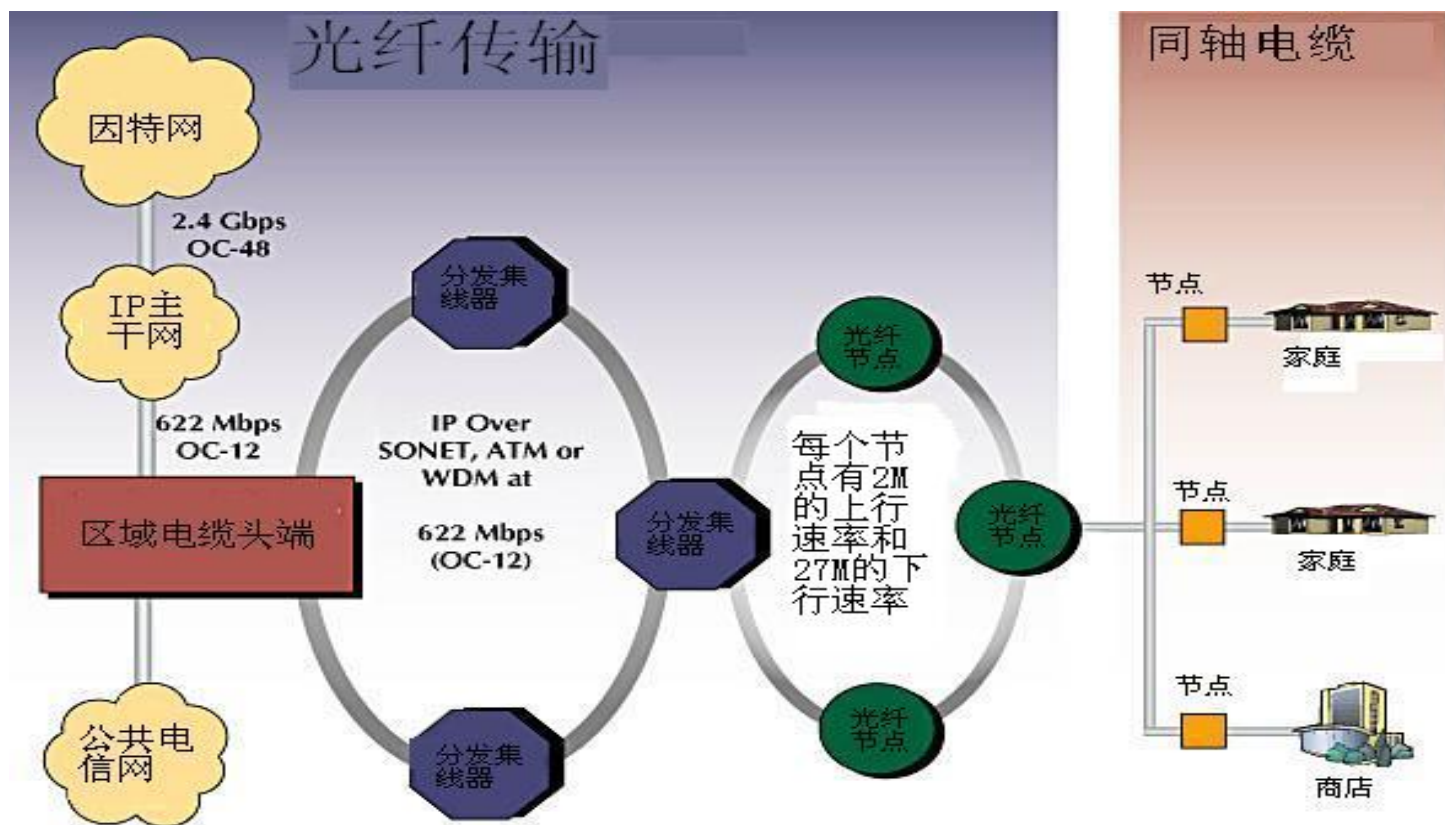 光纤传输
同轴电缆
因特网
2.4 Gbps
OC-48
IP主
干网
622 Mbps
OC-12
区域电缆头端
公共电
信网
分发集
线器
IP Over
SONET, ATM or
WDM at
622 Mbps
(OC-12)
分发集
线器
分发集
线器
光纤
节点
每个节
点有2M
的上行
速率和
27M的下
行速率
光纤
节点
光纤
节点
节点
家庭
节点
家庭
节点
商店